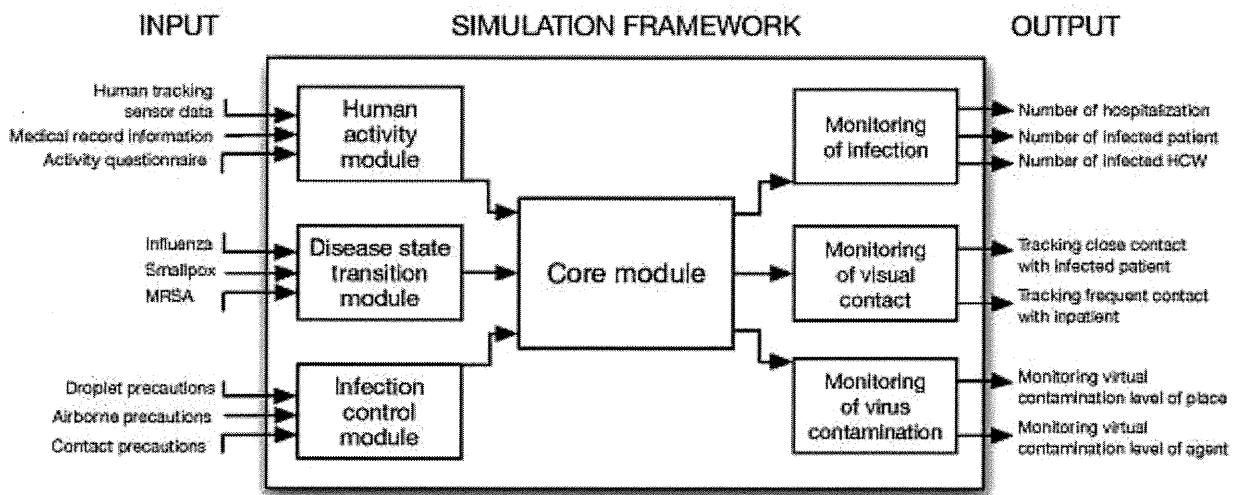 INPUT
SIMULATION FRAMEWORK
OUTPUT
Human tracking
sensor data
Medical record information
Activity questionnaire
Human
activity
module
Influenza
Smallpox
MRSA
Disease state
transition
module
Droplet precautions
Airborne precautions
Contact precautions
Infection
control
module
Core module
Monitoring
of infection
Number of hospitalization
Number of infected patient
Number of infected HCW
Monitoring
of visual
contact
Tracking close contact
with infected patient
Tracking frequent contact
with inpatient
Monitoring
of virus
contamination
Monitoring virtual
contamination level of place
Monitoring virtual
contamination level of agent